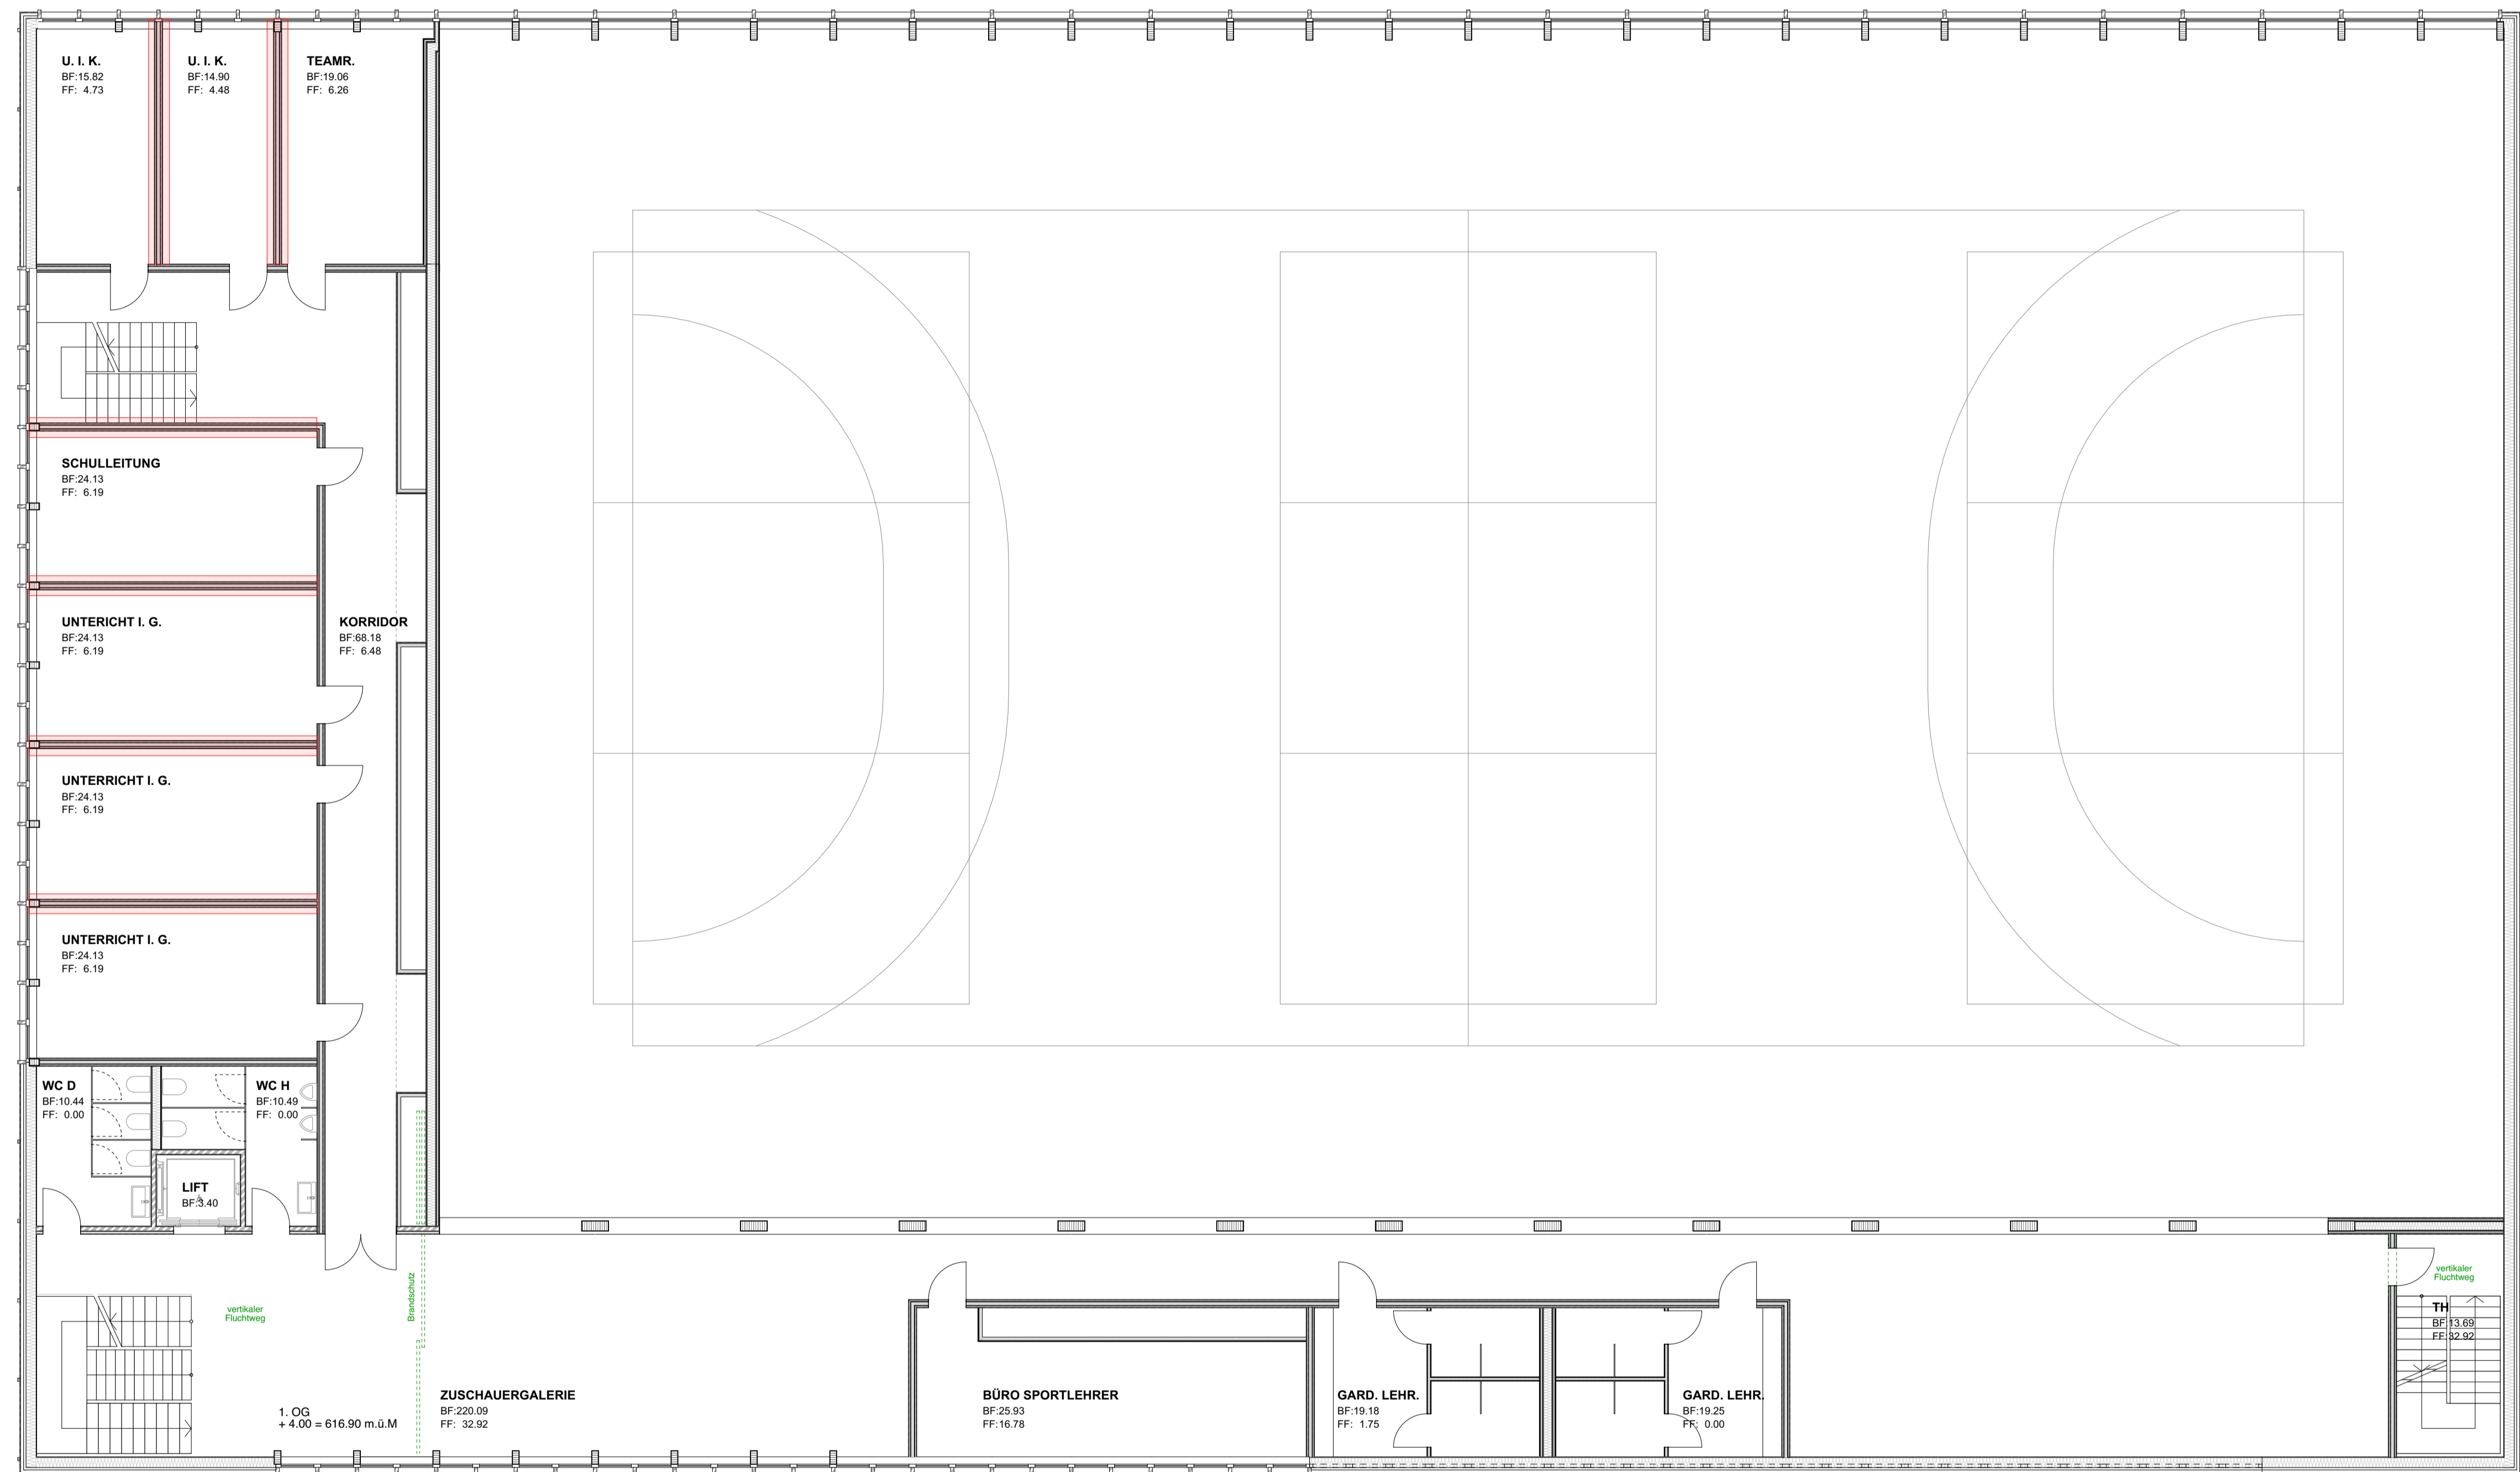 U. I. K.
BF:15.82
FF: 4.73
U. I. K.
BF:14.90
FF: 4.48
TEAMR.
BF:19.06
FF: 6.26
SCHULLEITUNG
BF:24.13
FF: 6.19
UNTERICHT I. G.
BF:24.13
FF: 6.19
KORRIDOR
BF:68.18
FF: 6.48
UNTERRICHT I. G.
BF:24.13
FF: 6.19
UNTERRICHT I. G.
BF:24.13
FF: 6.19
WC D
BF:10.44
FF: 0.00
WC H
BF:10.49
FF: 0.00
LIFT
BF:3.40
vertikaler
Fluchtweg
Brandschutz
vertikaler
Fluchtweg
TH
BF:13.69
FF:32.92
1. OG
+ 4.00 = 616.90 m.ü.M
ZUSCHAUERGALERIE
BF:220.09
FF: 32.92
BÜRO SPORTLEHRER
BF:25.93
FF:16.78
GARD. LEHR.
BF:19.18
FF: 1.75
GARD. LEHR.
BF:19.25
FF: 0.00